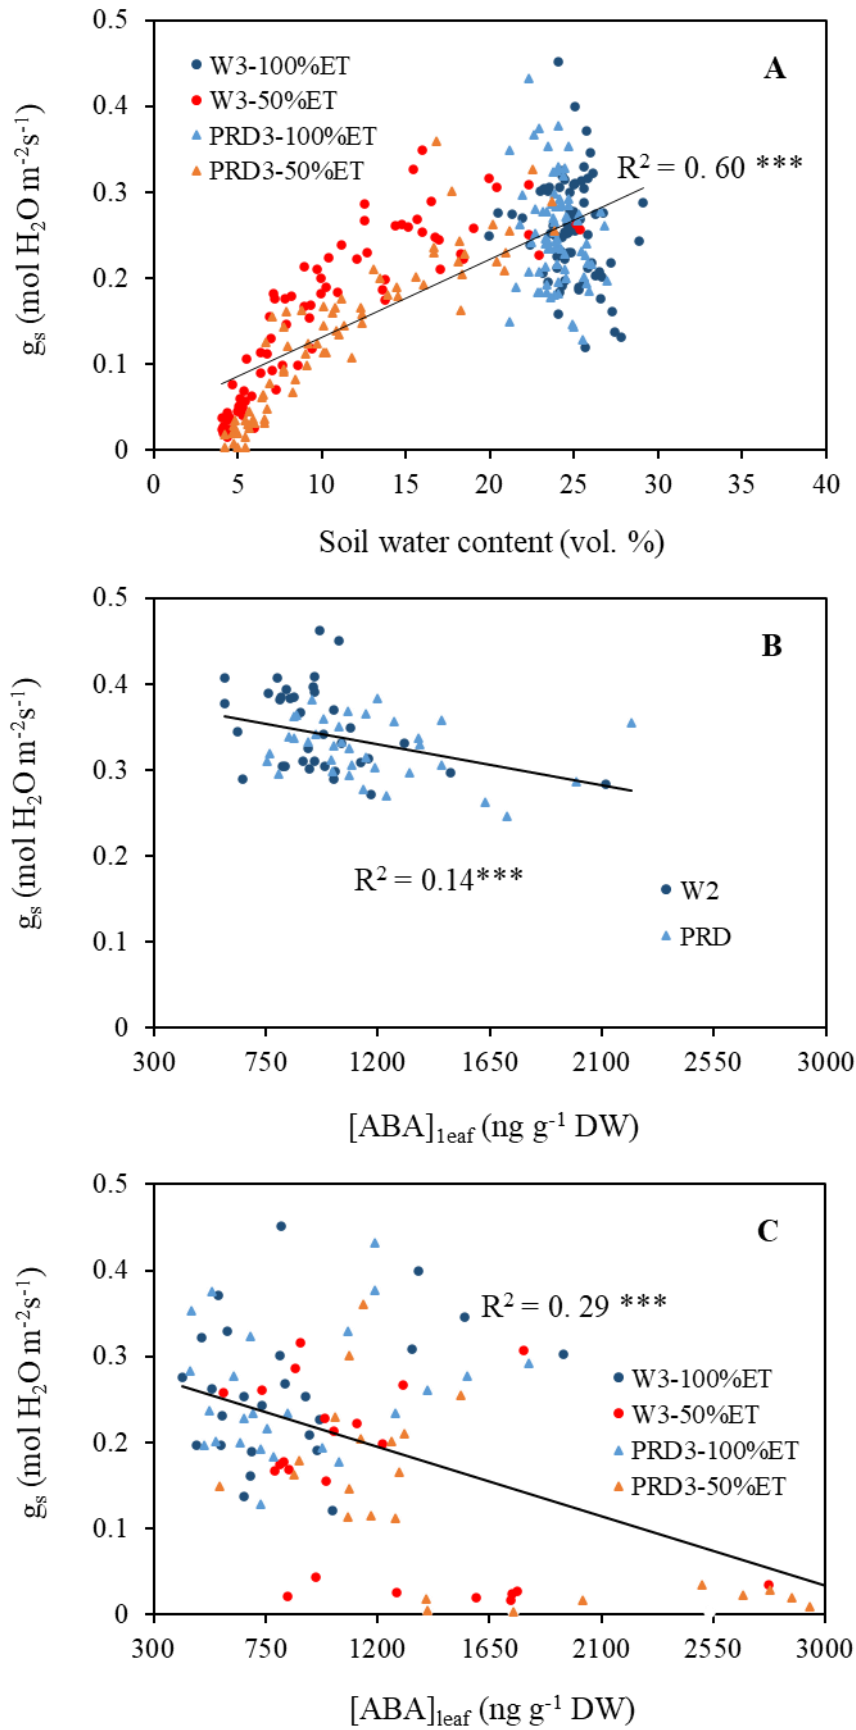 0.5
W3-100%ET
A
W3-50%ET
0.4
PRD3-100%ET
PRD3-50%ET
R² = 0. 60 ***
0.3
gₛ (mol H₂O m⁻²s⁻¹)
0.2
0.1
0
0 5 10 15 20 25 30 35 40
Soil water content (vol. %)
0.5
B
0.4
0.3
gₛ (mol H₂O m⁻²s⁻¹)
0.2
R² = 0.14***
W2
0.1
PRD
0
300 750 1200 1650 2100 2550 3000
[ABA]leaf (ng g⁻¹ DW)
0.5
C
0.4
R² = 0. 29 ***
0.3
W3-100%ET
W3-50%ET
gₛ (mol H₂O m⁻²s⁻¹)
0.2
PRD3-100%ET
PRD3-50%ET
0.1
0
300 750 1200 1650 2100 2550 3000
[ABA]leaf (ng g⁻¹ DW)